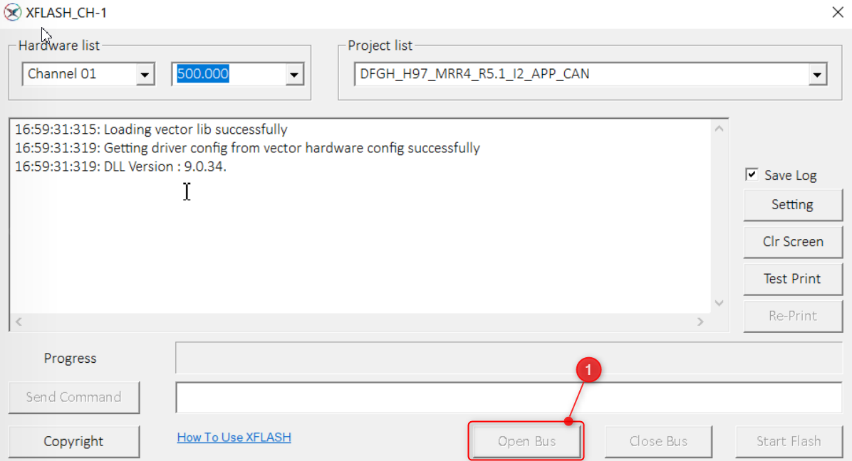 XFLASH_CH-1
Hardware list
Project list
Channel 01
500.000
DFGH_H97_MRR4_R5.1_I2_APP_CAN
16:59:31:315: Loading vector lib successfully
16:59:31:319: Getting driver config from vector hardware config successfully
16:59:31:319: DLL Version : 9.0.34.
Save Log
Setting
Clr Screen
Test Print
Re-Print
Progress
1
Send Command
Copyright
How To Use XFLASH
Open Bus
Close Bus
Start Flash